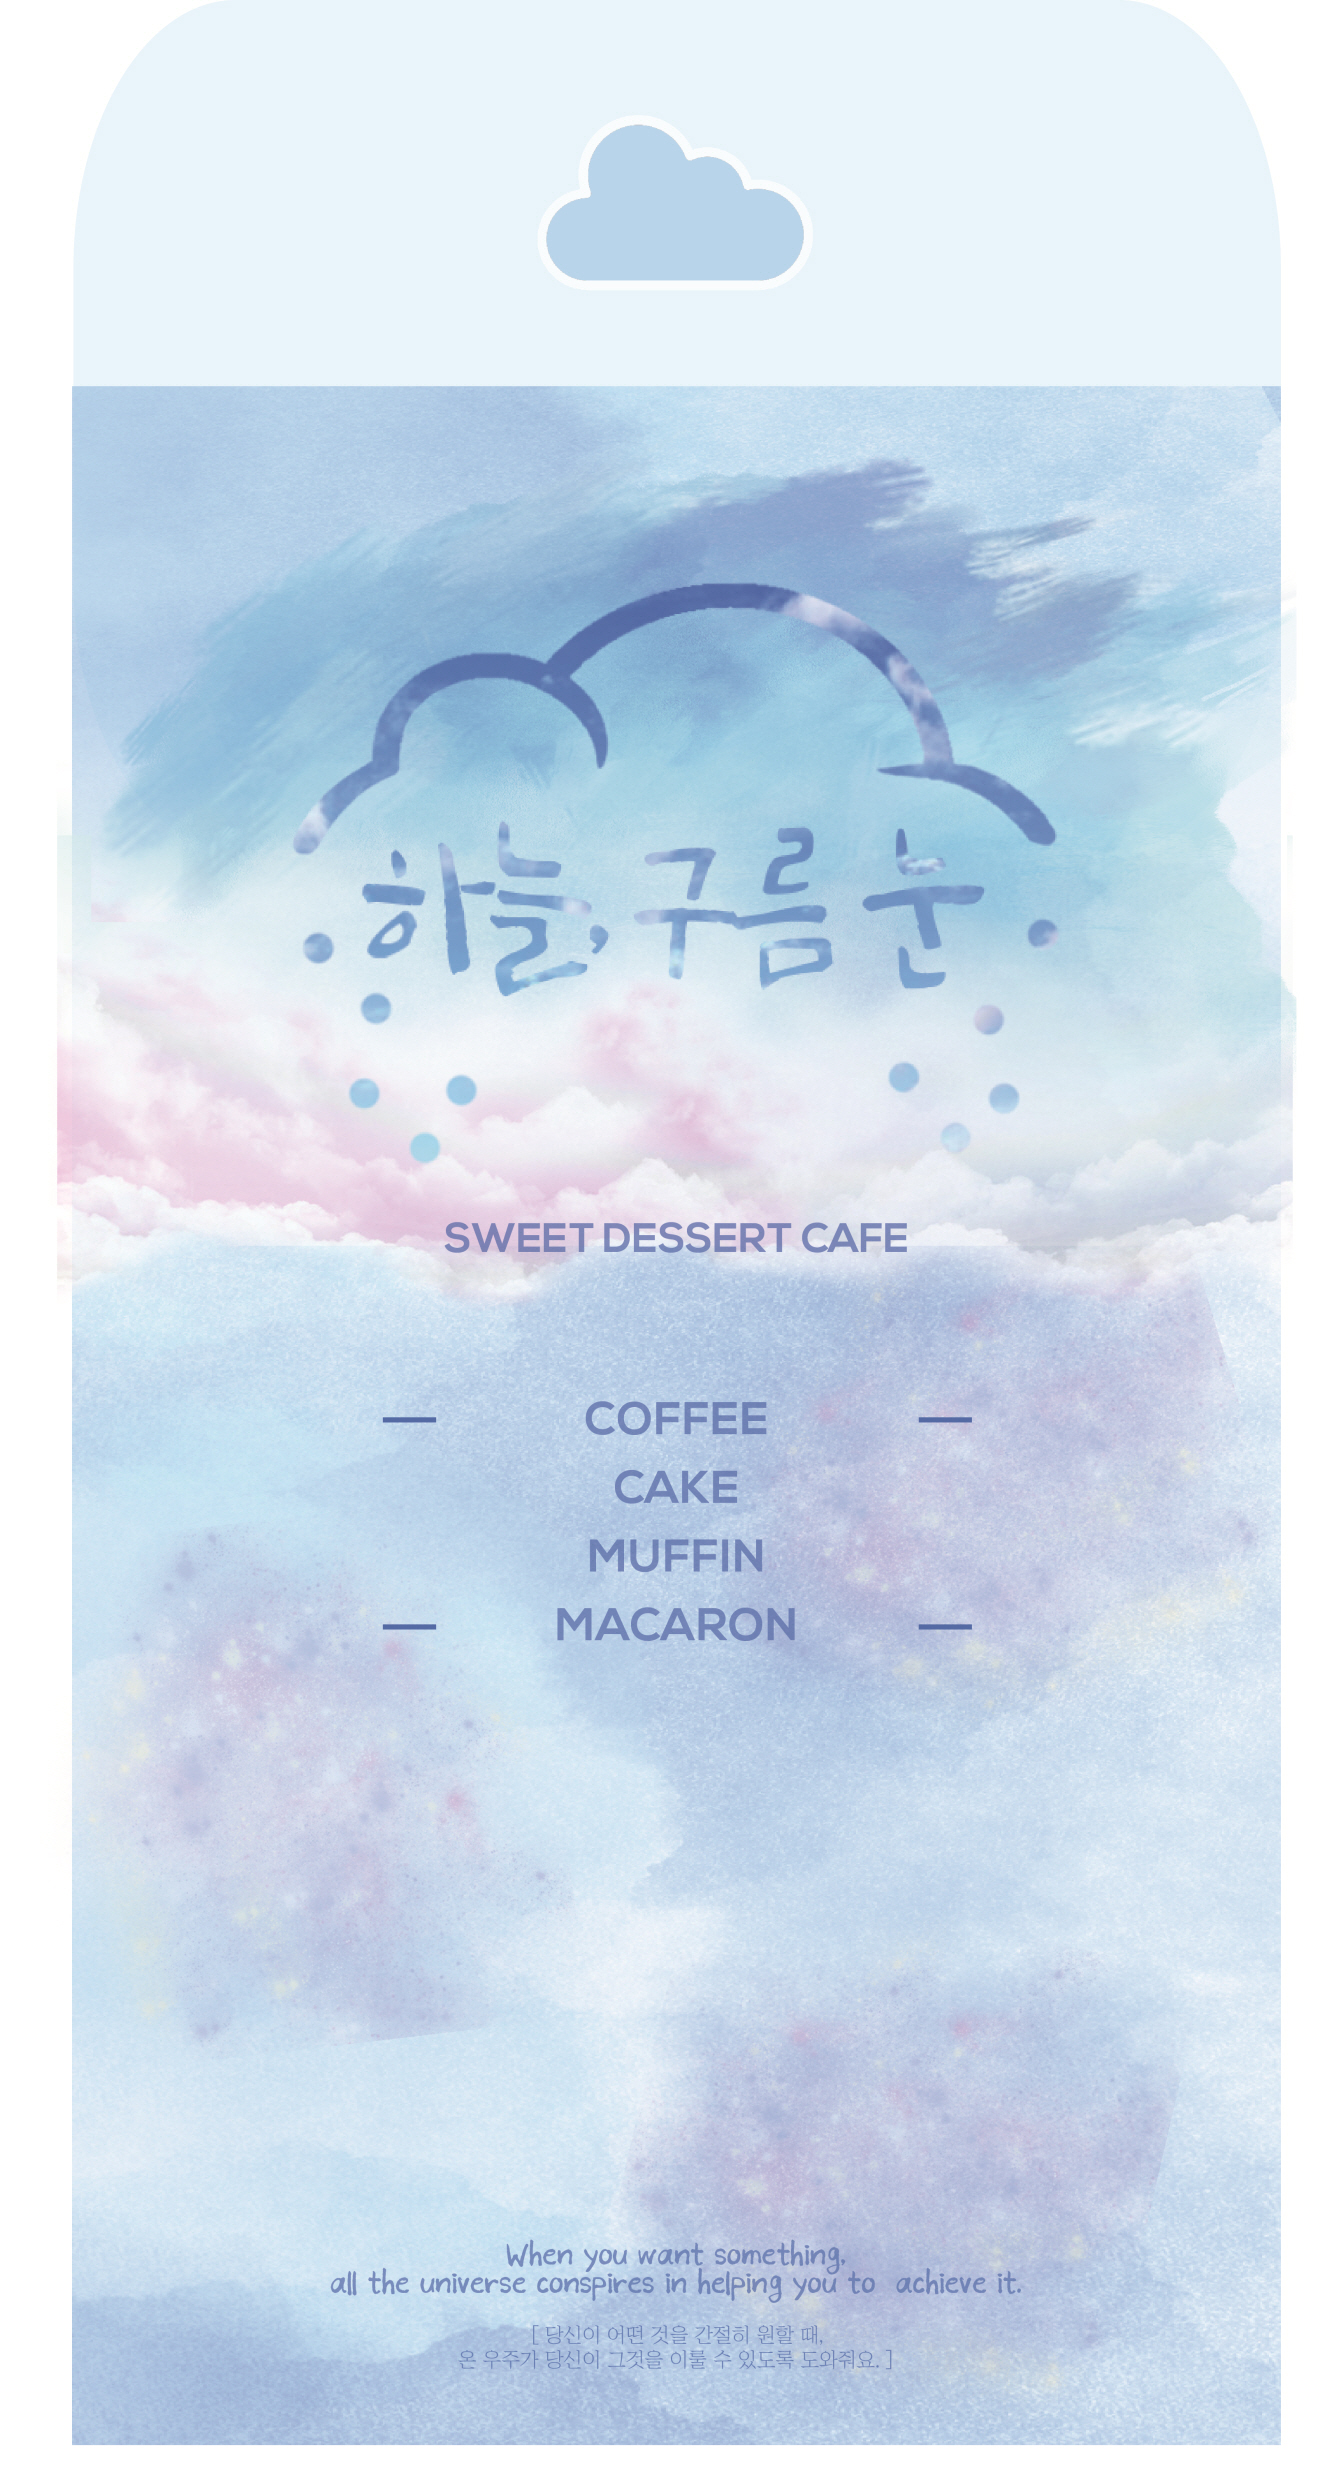 하늘, 구름 눈
SWEET DESSERT CAFE
COFFEE
CAKE
MUFFIN
MACARON
When you want something,
all the universe conspires in helping you to achieve it.
[ 당신이 어떤 것을 간절히 원할 때,
온 우주가 당신이 그것을 이룰 수 있도록 도와줘요. ]